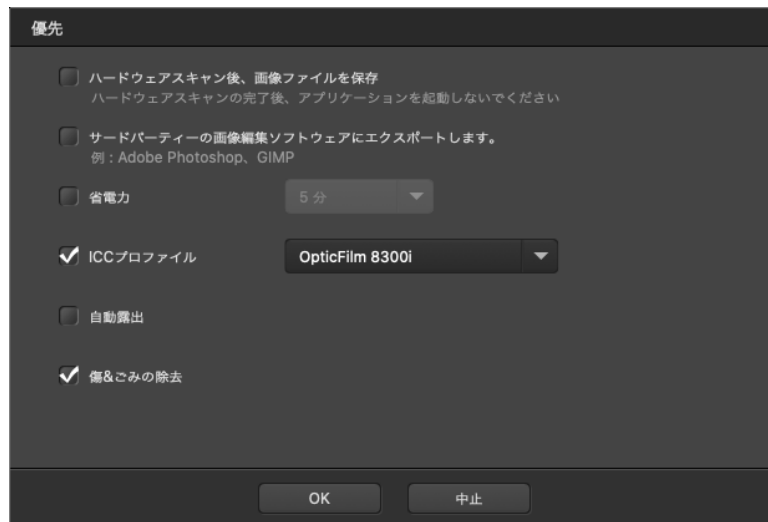 優先
ハードウェアスキャン後、画像ファイルを保存
ハードウェアスキャンの完了後、アプリケーションを起動しないでください
サードパーティーの画像編集ソフトウェアにエクスポートします。
例：Adobe Photoshop、GIMP
省電力 5 分
ICCプロファイル OpticFilm 8300i
自動露出
傷&ごみの除去
OK 中止